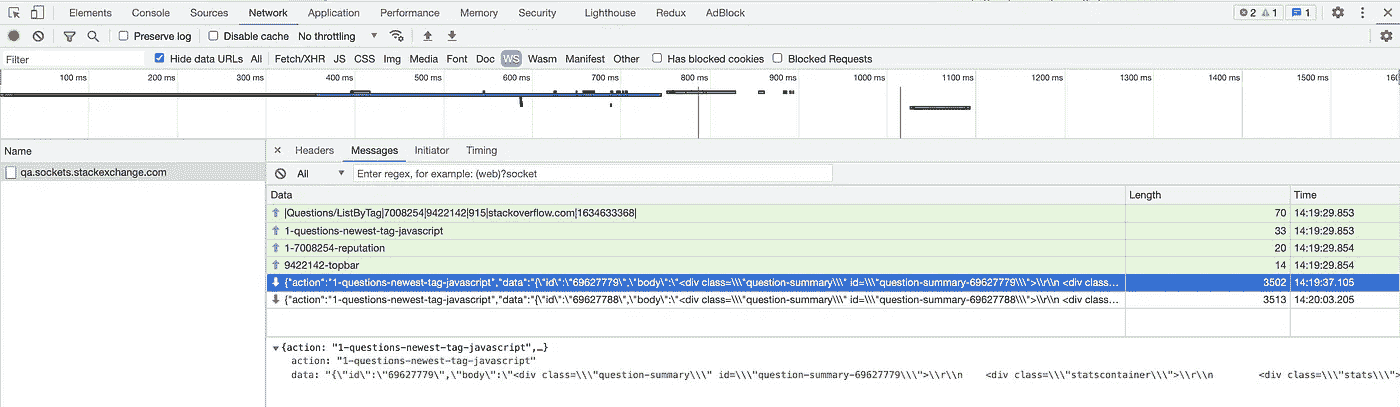 Elements Console Sources Network Application Performance Memory Security Lighthouse Redux AdBlock 2 1 1
Preserve log Disable cache No throttling
Filter Hide data URLs All Fetch/XHR JS CSS Img Media Font Doc WS Wasm Manifest Other Has blocked cookies Blocked Requests
100 ms 200 ms 300 ms 400 ms 500 ms 600 ms 700 ms 800 ms 900 ms 1000 ms 1100 ms 1200 ms 1300 ms 1400 ms 1500 ms 160
Name Headers Messages Initiator Timing
qa.sockets.stackexchange.com All Enter regex, for example: (web)?socket
Data Length Time
|Questions/ListByTag|7008254|9422142|915|stackoverflow.com|1634633368| 70 14:19:29.853
1-questions-newest-tag-javascript 33 14:19:29.853
1-7008254-reputation 20 14:19:29.854
9422142-topbar 14 14:19:29.854
{"action":"1-questions-newest-tag-javascript","data":"{\"id\":\"69627779\",\"body\":\"<div class=\\\"question-summary\\\" id=\\\"question-summary-69627779\\\">\\r\\n <div class… 3502 14:19:37.105
{"action":"1-questions-newest-tag-javascript","data":"{\"id\":\"69627788\",\"body\":\"<div class=\\\"question-summary\\\" id=\\\"question-summary-69627788\\\">\\r\\n <div class… 3513 14:20:03.205
{action: "1-questions-newest-tag-javascript",…}
action: "1-questions-newest-tag-javascript"
data: "{\"id\":\"69627779\",\"body\":\"<div class=\\\"question-summary\\\" id=\\\"question-summary-69627779\\\">\\r\\n <div class=\\\"statscontainer\\\">\\r\\n <div class=\\\"stats\\\">